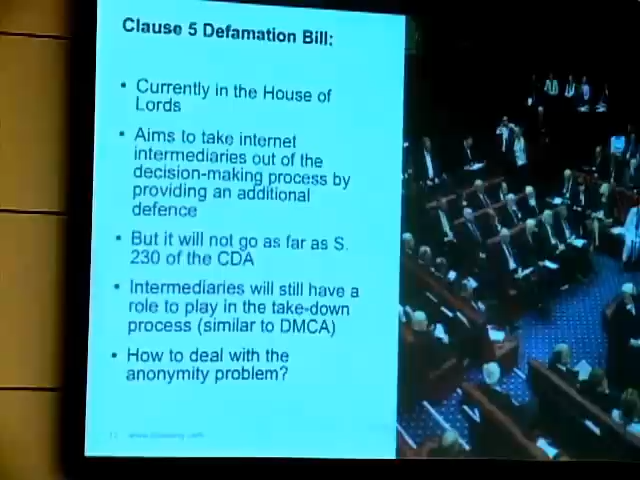 Clause 5 Defamation Bill:
• Currently in the House of
Lords
• Aims to take internet
intermediaries out of the
decision-making process by
providing an additional
defence
• But it will not go as far as S.
230 of the CDA
• Intermediaries will still have a
role to play in the take-down
process (similar to DMCA)
• How to deal with the
anonymity problem?